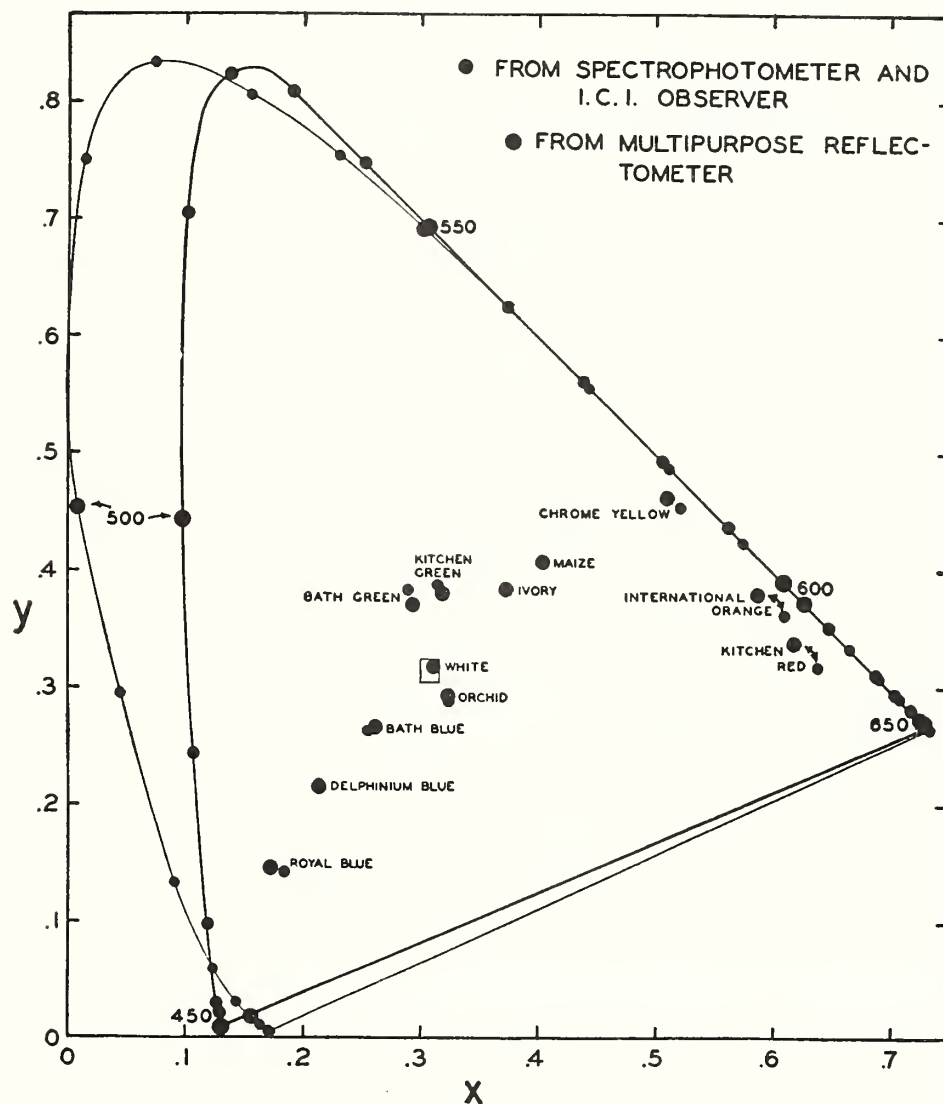 FROM SPECTROPHOTOMETER AND
I.C.I. OBSERVER
FROM MULTIPURPOSE REFLEC-
TOMETER
.8
.7
.6
.5
.4
.3
.2
.1
0
y
550
500
CHROME YELLOW
KITCHEN
GREEN
MAIZE
BATH GREEN
IVORY
600
INTERNATIONAL
ORANGE
WHITE
KITCHEN
RED
ORCHID
650
BATH BLUE
DELPHINIUM BLUE
ROYAL BLUE
450
0 .1 .2 .3 .4 .5 .6 .7
x